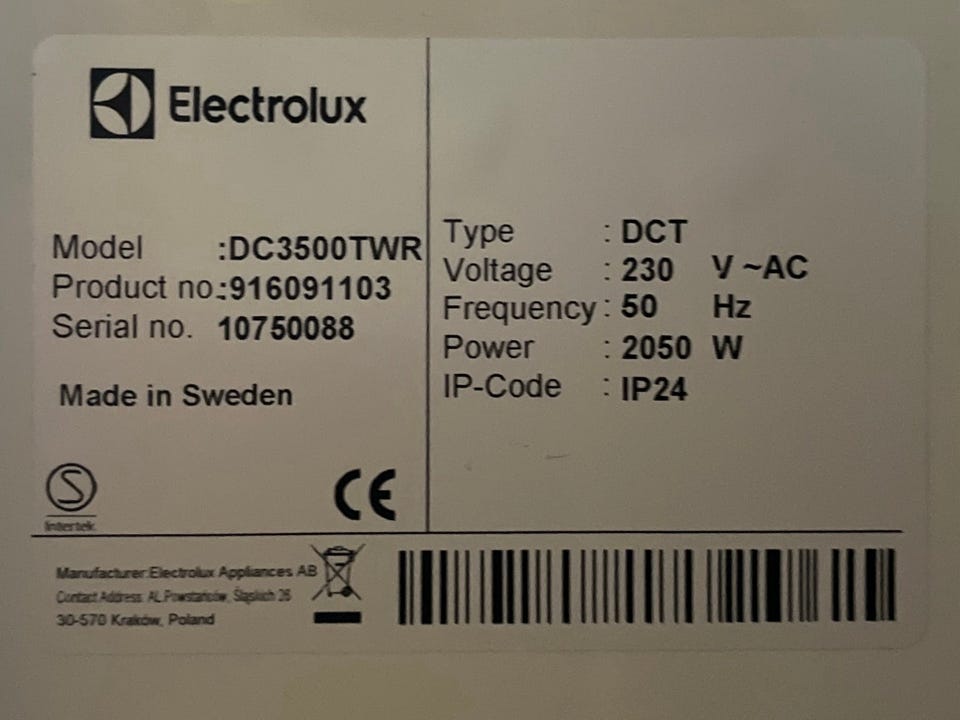 Electrolux
Model :DC3500TWR
Product no.:916091103
Serial no. 10750088
Made in Sweden
S
Intertek
CE
Type : DCT
Voltage : 230 V ~AC
Frequency : 50 Hz
Power : 2050 W
IP-Code : IP24
Manufacturer:Electrolux Appliances AB
Contact Address: Al.Powstańców, Śląskich 26
30-570 Kraków, Poland